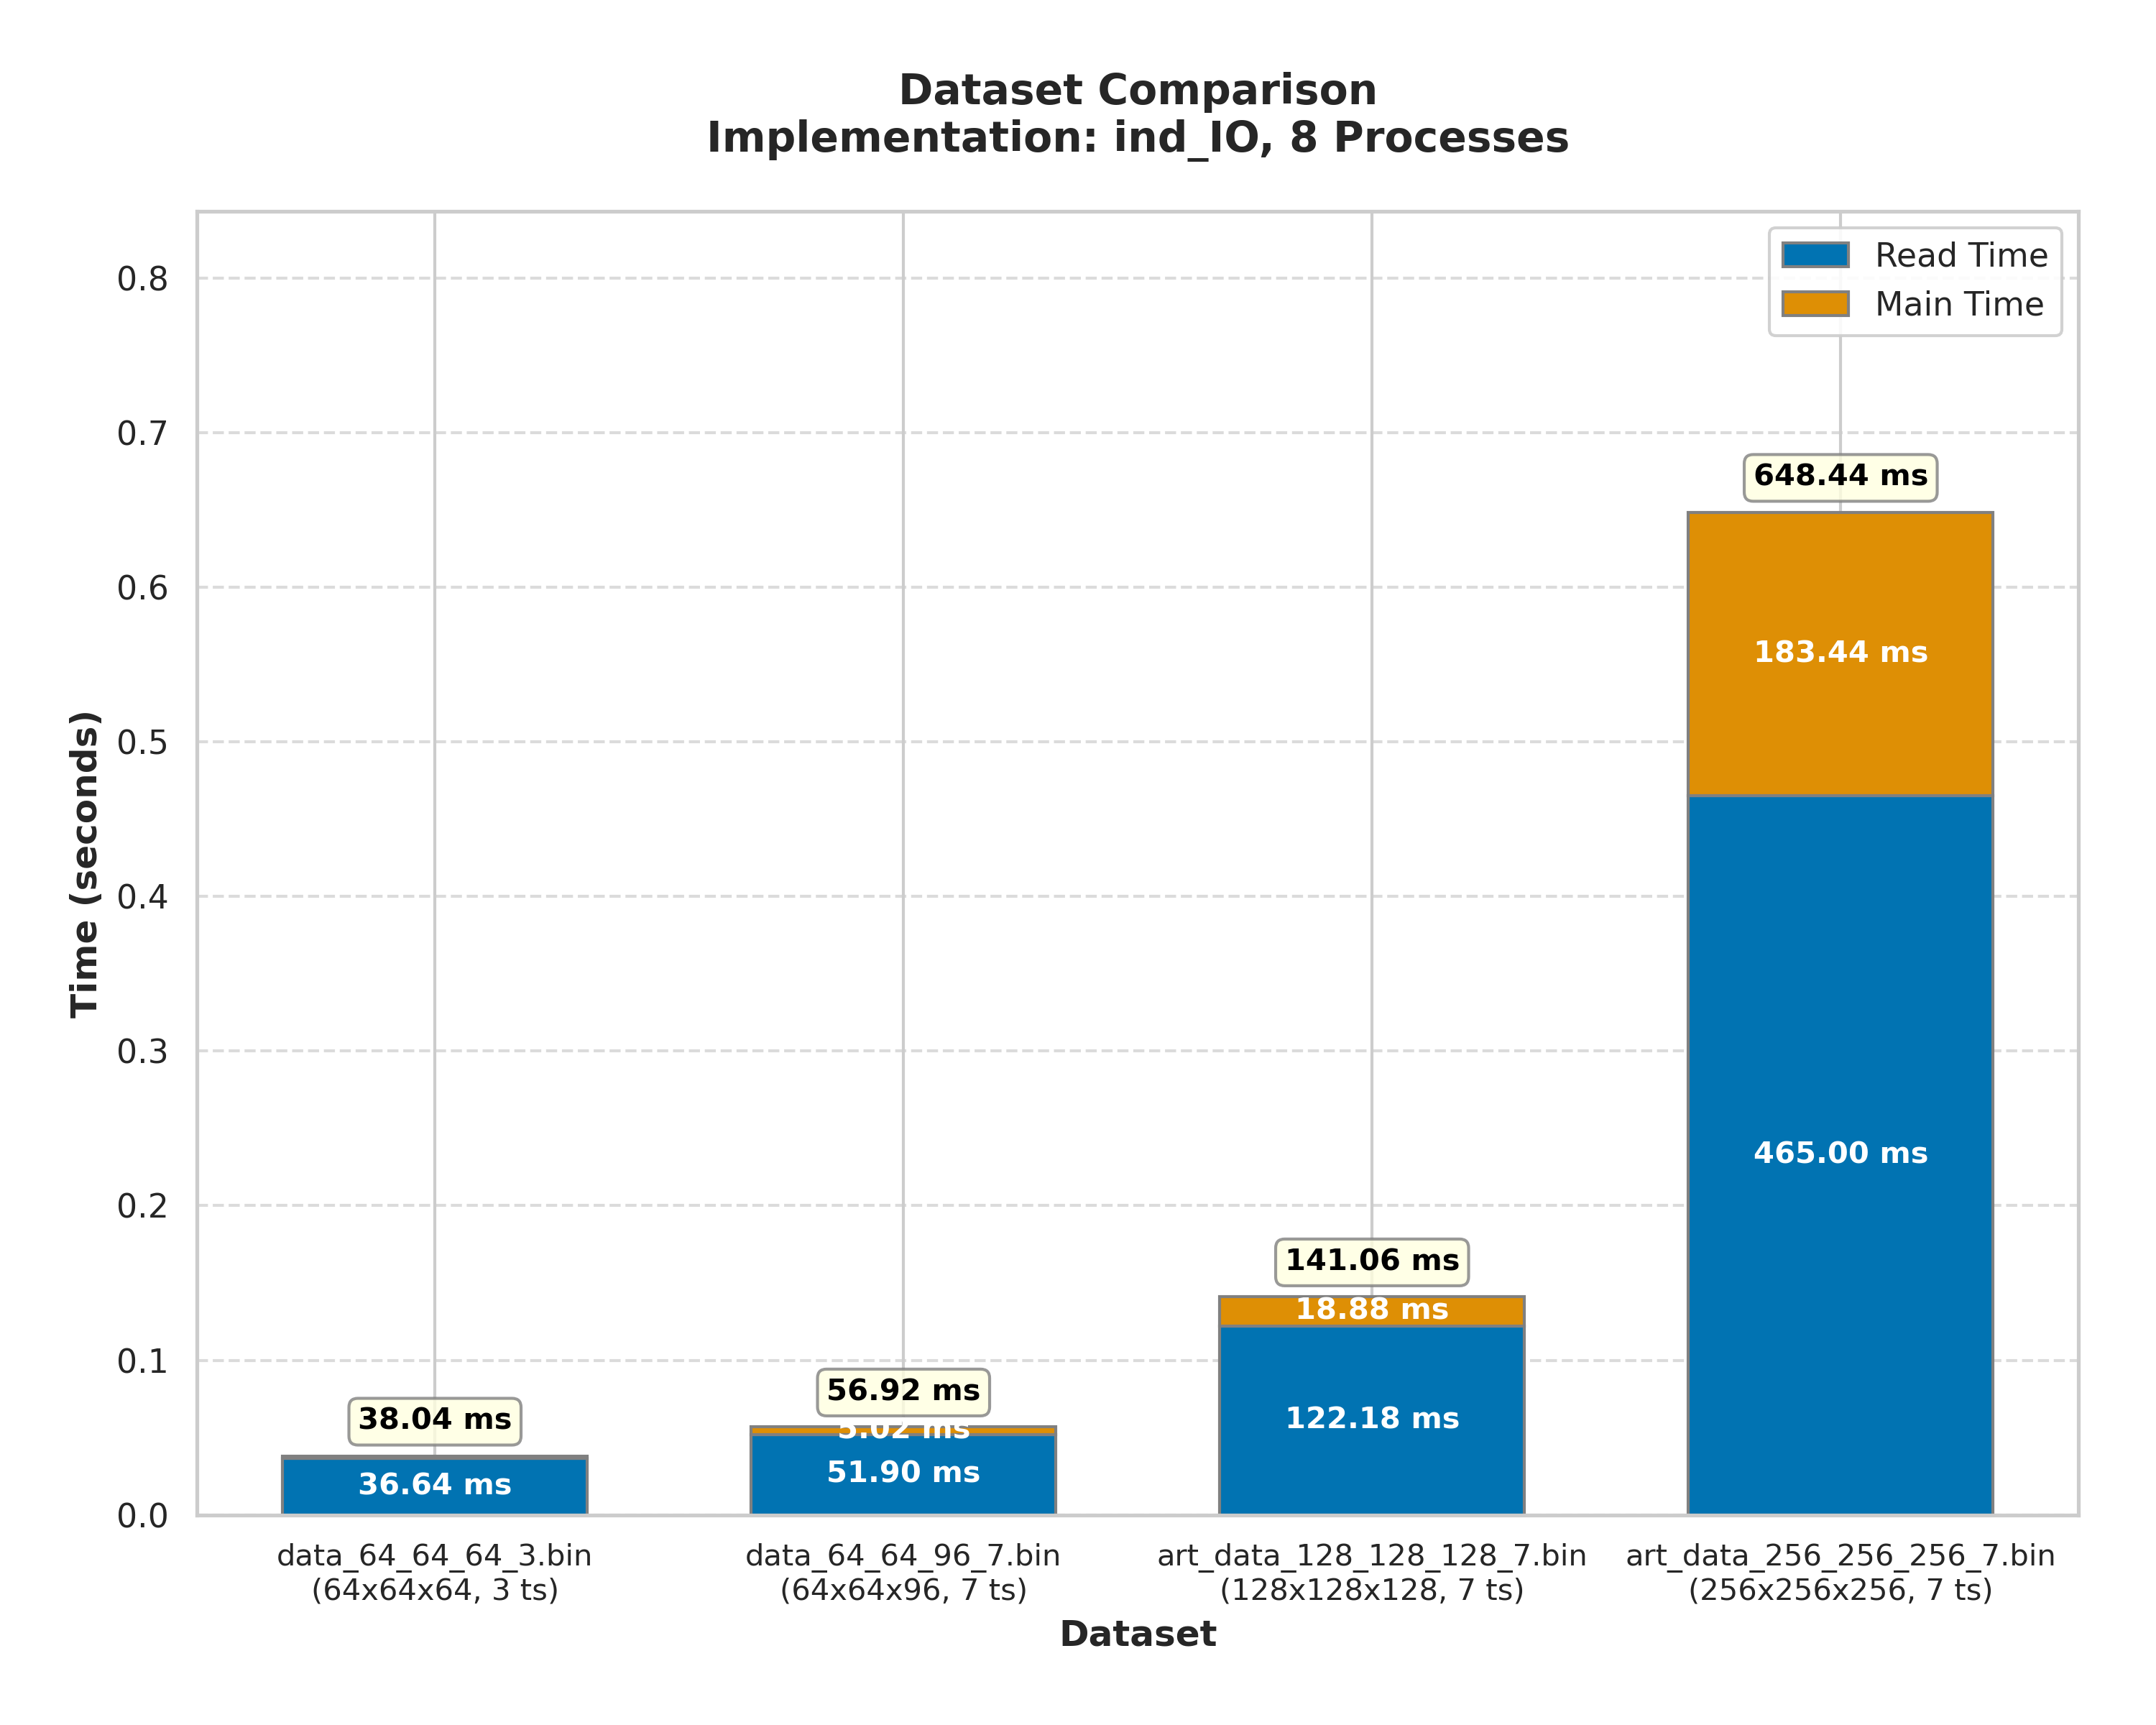 Dataset Comparison
Implementation: ind_IO, 8 Processes
Read Time
Main Time
Time (seconds)
0.8
0.7
0.6
0.5
0.4
0.3
0.2
0.1
0.0
38.04 ms
36.64 ms
56.92 ms
5.02 ms
51.90 ms
141.06 ms
18.88 ms
122.18 ms
648.44 ms
183.44 ms
465.00 ms
data_64_64_64_3.bin
(64x64x64, 3 ts)
data_64_64_96_7.bin
(64x64x96, 7 ts)
art_data_128_128_128_7.bin
(128x128x128, 7 ts)
art_data_256_256_256_7.bin
(256x256x256, 7 ts)
Dataset